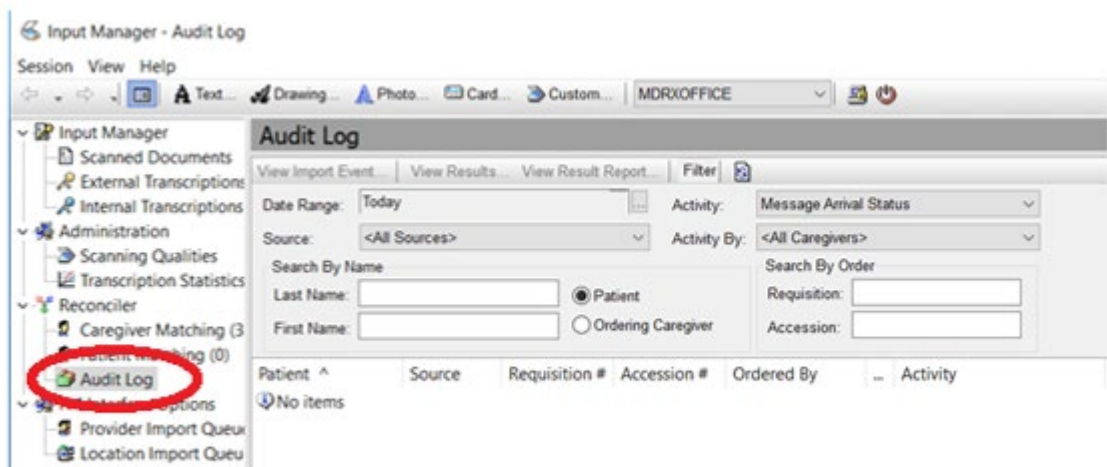 Input Manager - Audit Log
Session View Help
Text... Drawing... Photo... Card... Custom... MDRXOFFICE
Input Manager
Scanned Documents
External Transcriptions
Internal Transcriptions
Administration
Scanning Qualities
Transcription Statistics
Reconciler
Caregiver Matching (3
Matching (0)
Audit Log
Options
Provider Import Queue
Location Import Queu
Audit Log
View Import Event... View Results... View Result Report... Filter
Date Range: Today ... Activity: Message Arrival Status
Source: <All Sources> Activity By: <All Caregivers>
Search By Name Search By Order
Last Name: Patient Requisition:
First Name: Ordering Caregiver Accession:
Patient ^ Source Requisition # Accession # Ordered By ... Activity
No items